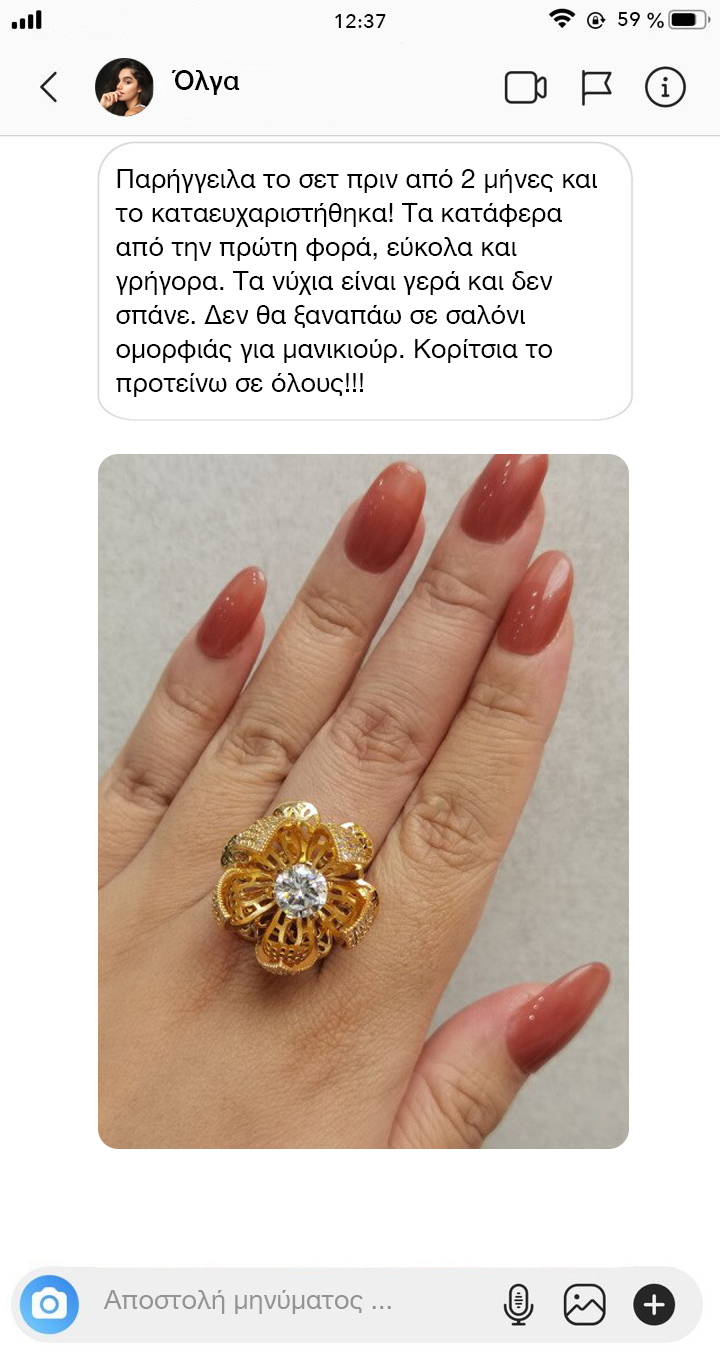 12:37
59 %
Όλγα
Παρήγγειλα το σετ πριν από 2 μήνες και
το καταευχαριστήθηκα! Τα κατάφερα
από την πρώτη φορά, εύκολα και
γρήγορα. Τα νύχια είναι γερά και δεν
σπάνε. Δεν θα ξαναπάω σε σαλόνι
ομορφιάς για μανικιούρ. Κορίτσια το
προτείνω σε όλους!!!
Αποστολή μηνύματος ...